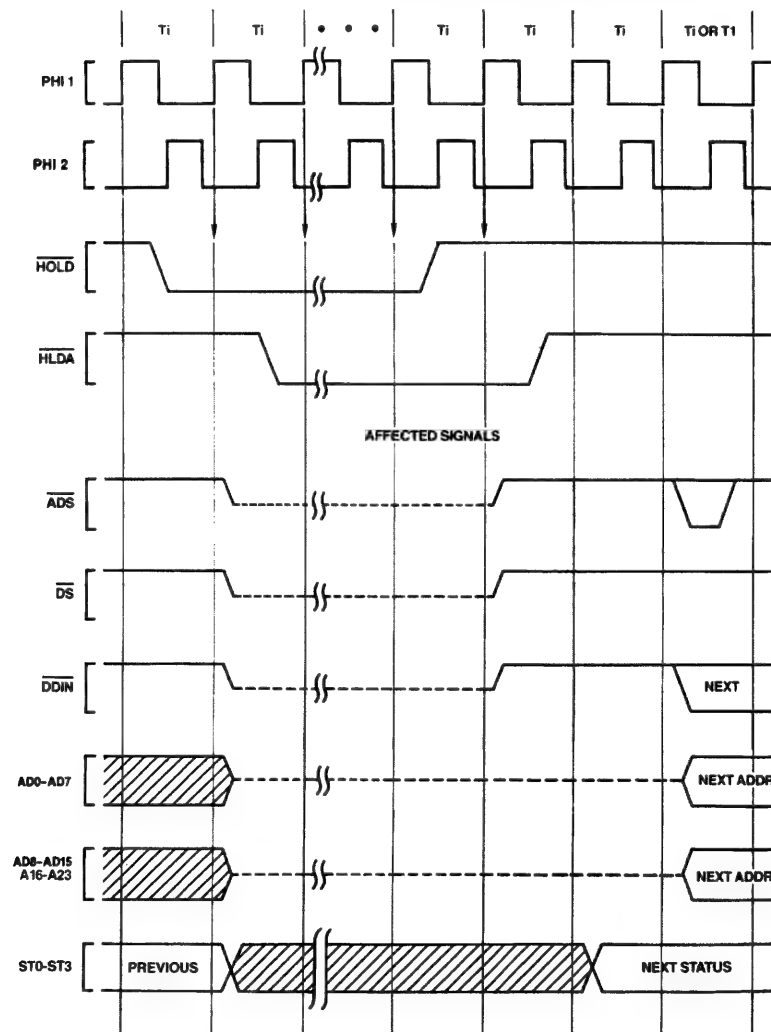 Ti Ti • • • Ti Ti Ti Ti OR T1
PHI 1
PHI 2
HOLD
HLDA
AFFECTED SIGNALS
ADS
DS
DDIN
NEXT
AD0–AD7
NEXT ADDR
AD8–AD15
A16–A23
NEXT ADDR
ST0–ST3
PREVIOUS
NEXT STATUS